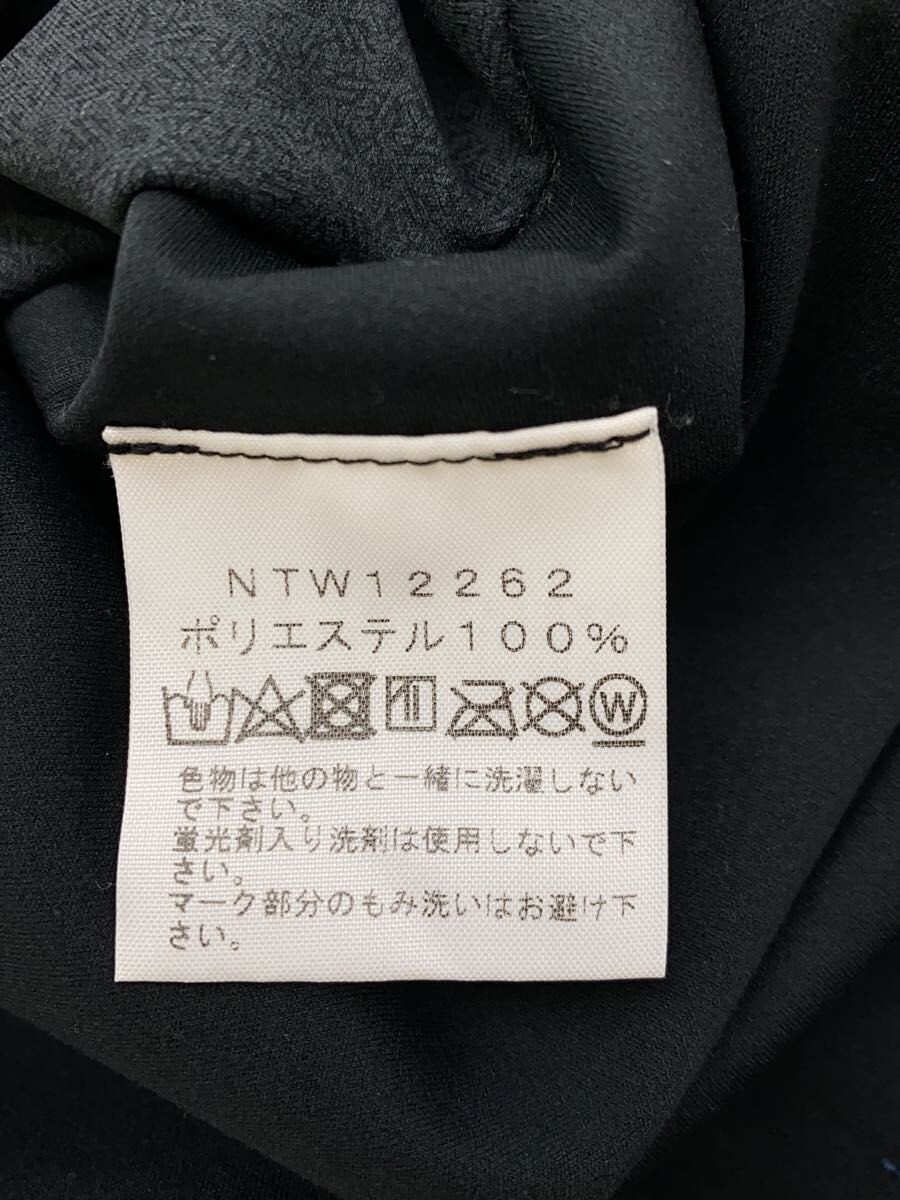 NTW12262
ポリエステル100%
W
色物は他の物と一緒に洗濯しない
で下さい。
蛍光剤入り洗剤は使用しないで下
さい。
マーク部分のもみ洗いはお避け下
さい。